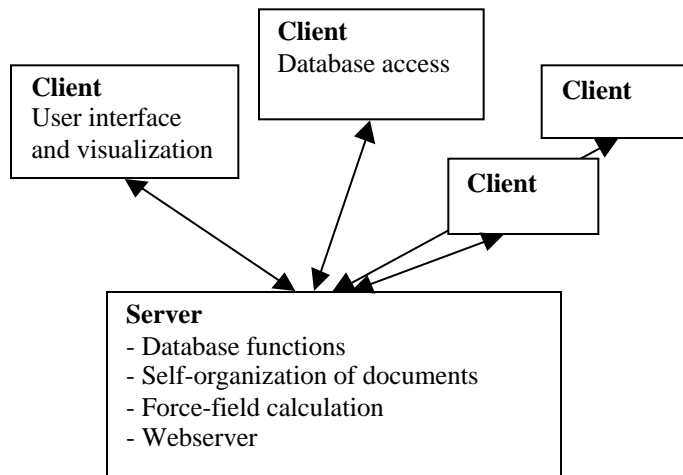 Client
User interface
and visualization
Client
Database access
Client
Client
Server
- Database functions
- Self-organization of documents
- Force-field calculation
- Webserver